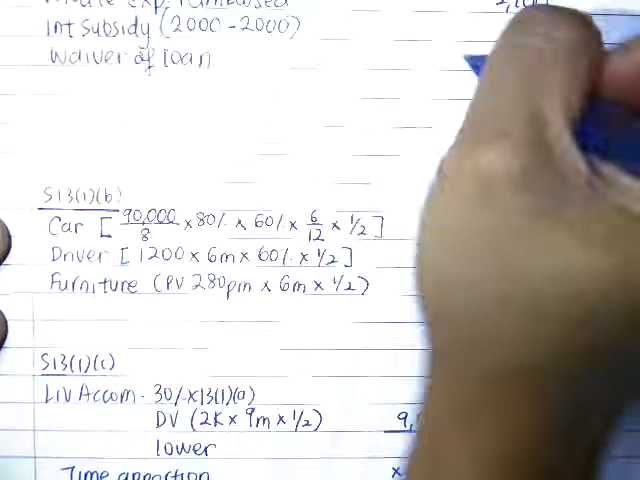 Int Subsidy (2000 - 2000)
Waiver of loan
S13(1)(b)
Car [ 90,000/8 × 80% × 60% × 6/12 × 1/2 ]
Driver [ 1200 × 6m × 60% × 1/2 ]
Furniture (PV 280pm × 6m × 1/2)
S13(1)(c)
Liv Accom - 30% × 13(1)(a)
DV (2K × 9m × 1/2)
lower
Time apportion
×